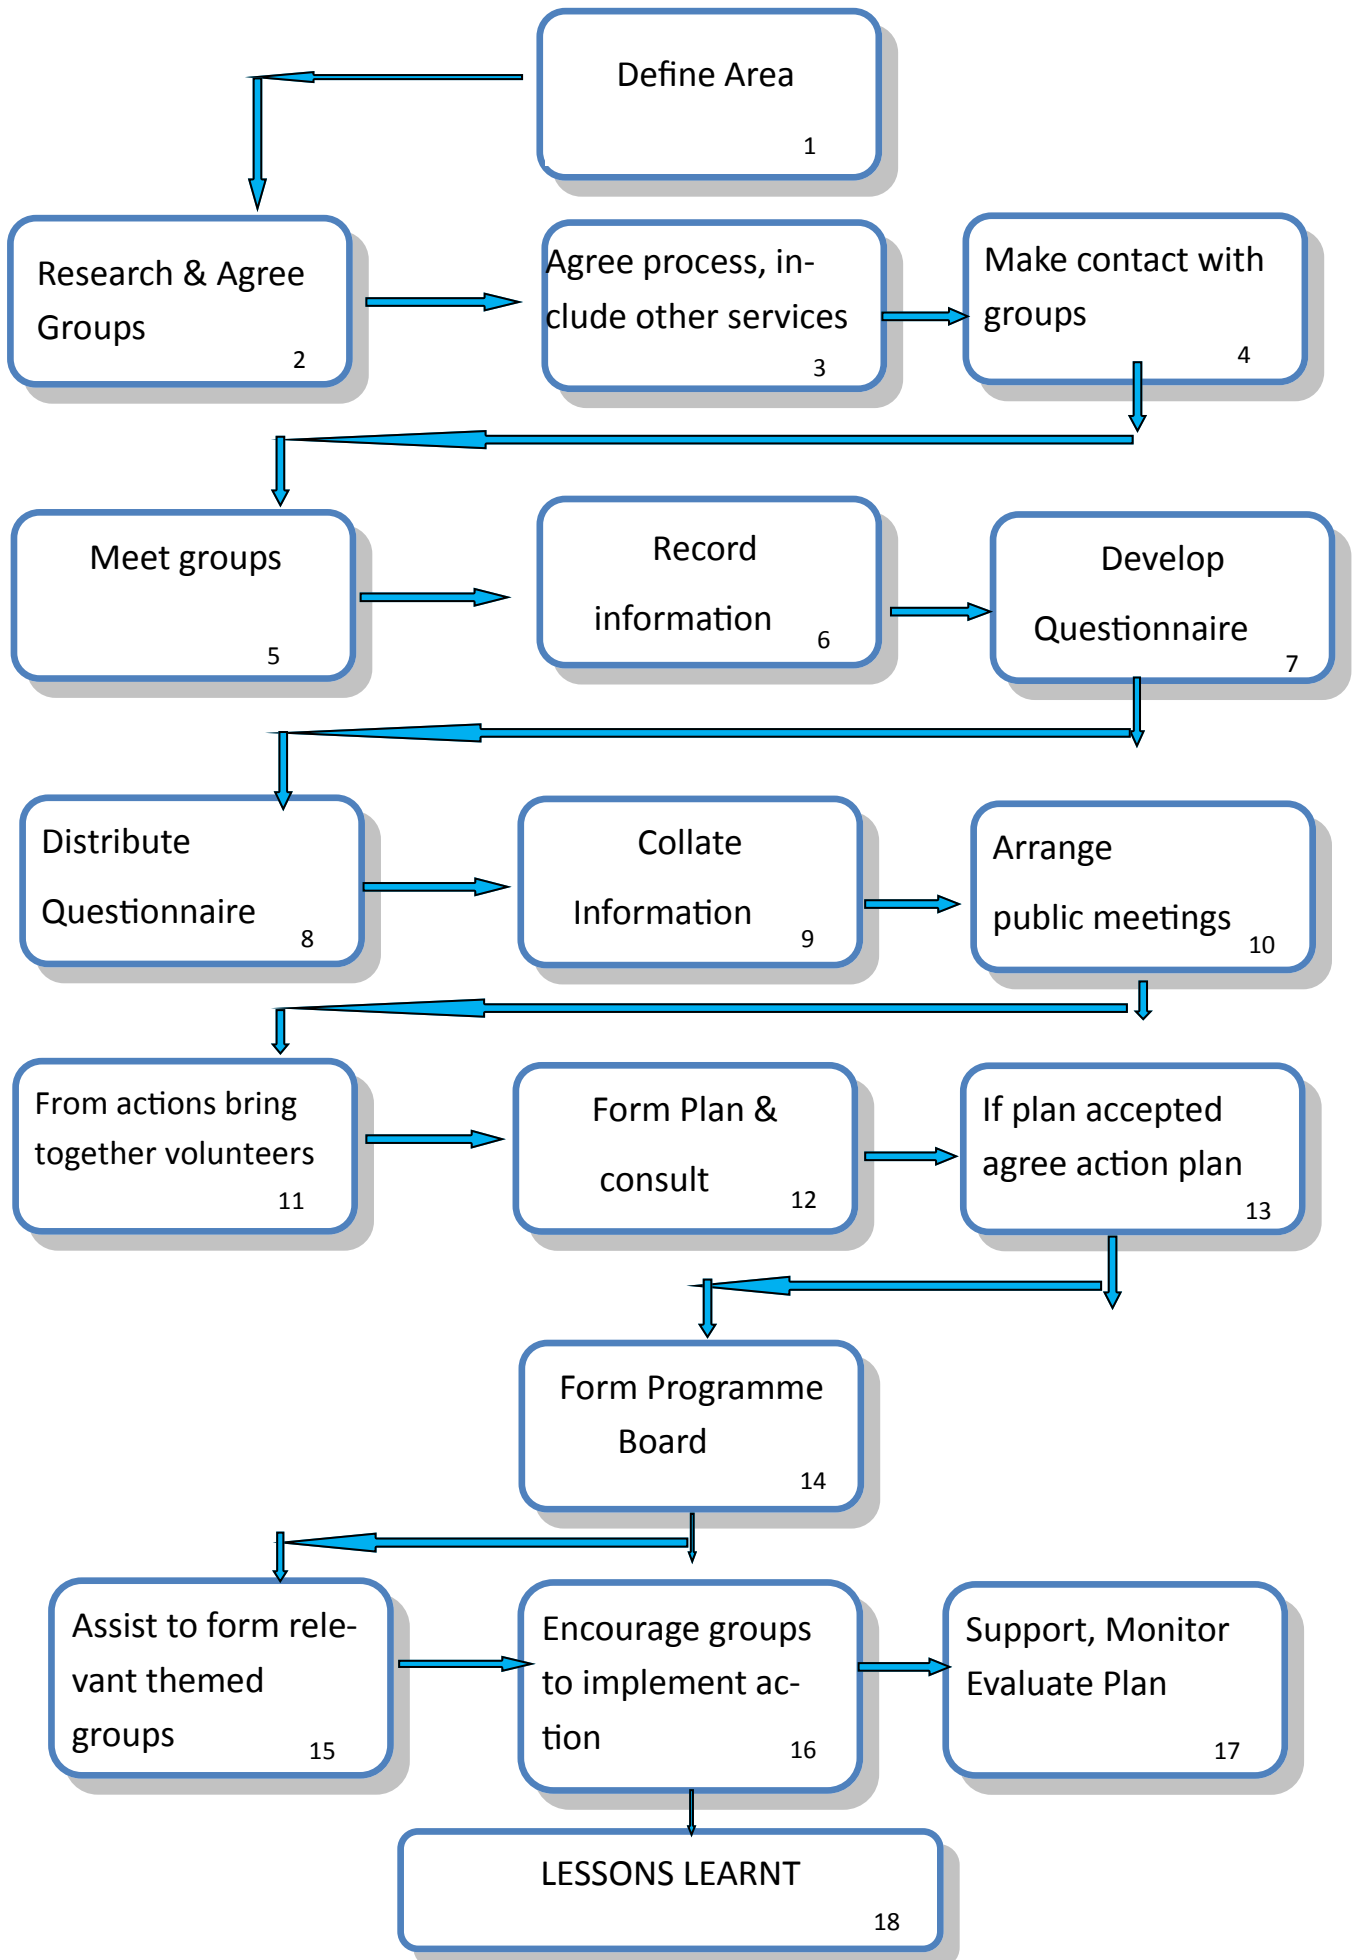 Define Area
1
Research & Agree
Groups
2
Agree process, in-
clude other services
3
Make contact with
groups
4
Meet groups
5
Record
information
6
Develop
Questionnaire
7
Distribute
Questionnaire
8
Collate
Information
9
Arrange
public meetings
10
From actions bring
together volunteers
11
Form Plan &
consult
12
If plan accepted
agree action plan
13
Form Programme
Board
14
Assist to form rele-
vant themed
groups
15
Encourage groups
to implement ac-
tion
16
Support, Monitor
Evaluate Plan
17
LESSONS LEARNT
18